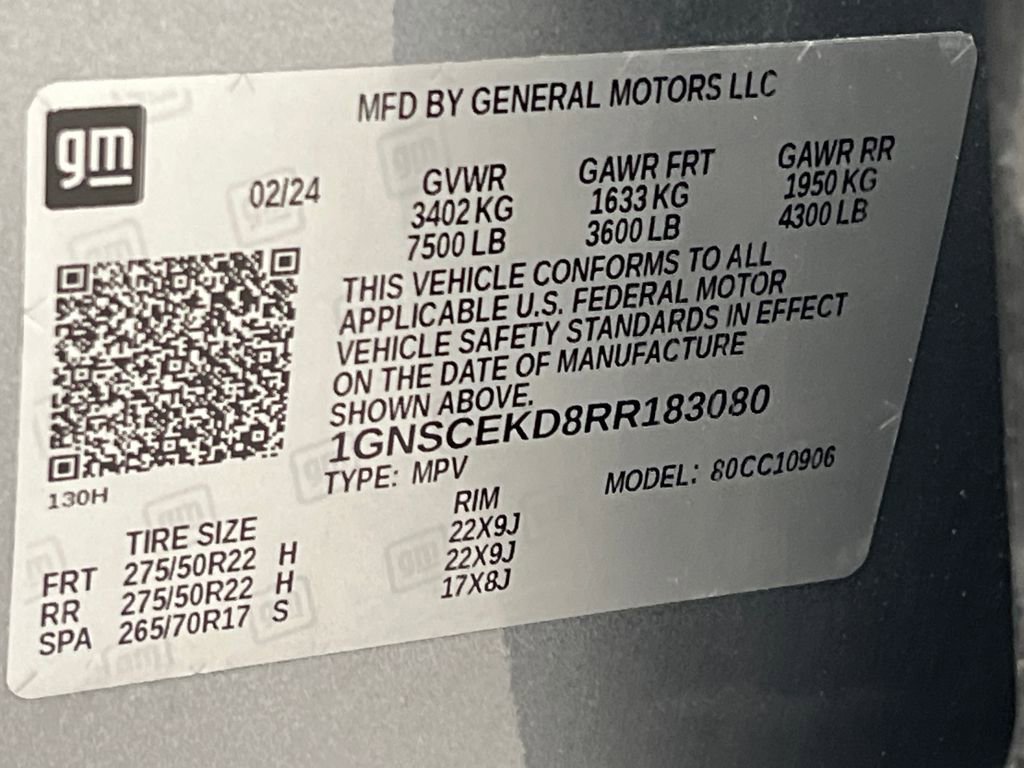 gm
MFD BY GENERAL MOTORS LLC
02/24 GVWR GAWR FRT GAWR RR
3402 KG 1633 KG 1950 KG
7500 LB 3600 LB 4300 LB
THIS VEHICLE CONFORMS TO ALL
APPLICABLE U.S. FEDERAL MOTOR
VEHICLE SAFETY STANDARDS IN EFFECT
ON THE DATE OF MANUFACTURE
SHOWN ABOVE.
1GNSCEKD8RR183080
TYPE: MPV MODEL: 80CC10906
130H
TIRE SIZE RIM
FRT 275/50R22 H 22X9J
RR 275/50R22 H 22X9J
SPA 265/70R17 S 17X8J